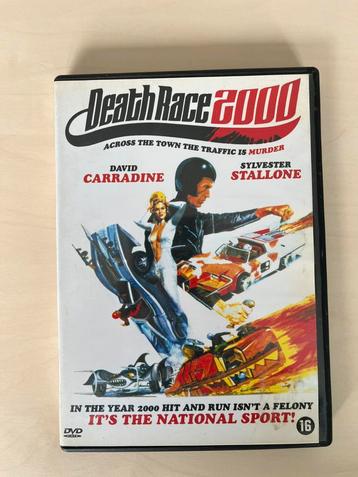 Death Race 2000
ACROSS THE TOWN THE TRAFFIC IS MURDER
DAVID CARRADINE
SYLVESTER STALLONE
IN THE YEAR 2000 HIT AND RUN ISN'T A FELONY
IT'S THE NATIONAL SPORT!
DVD
16